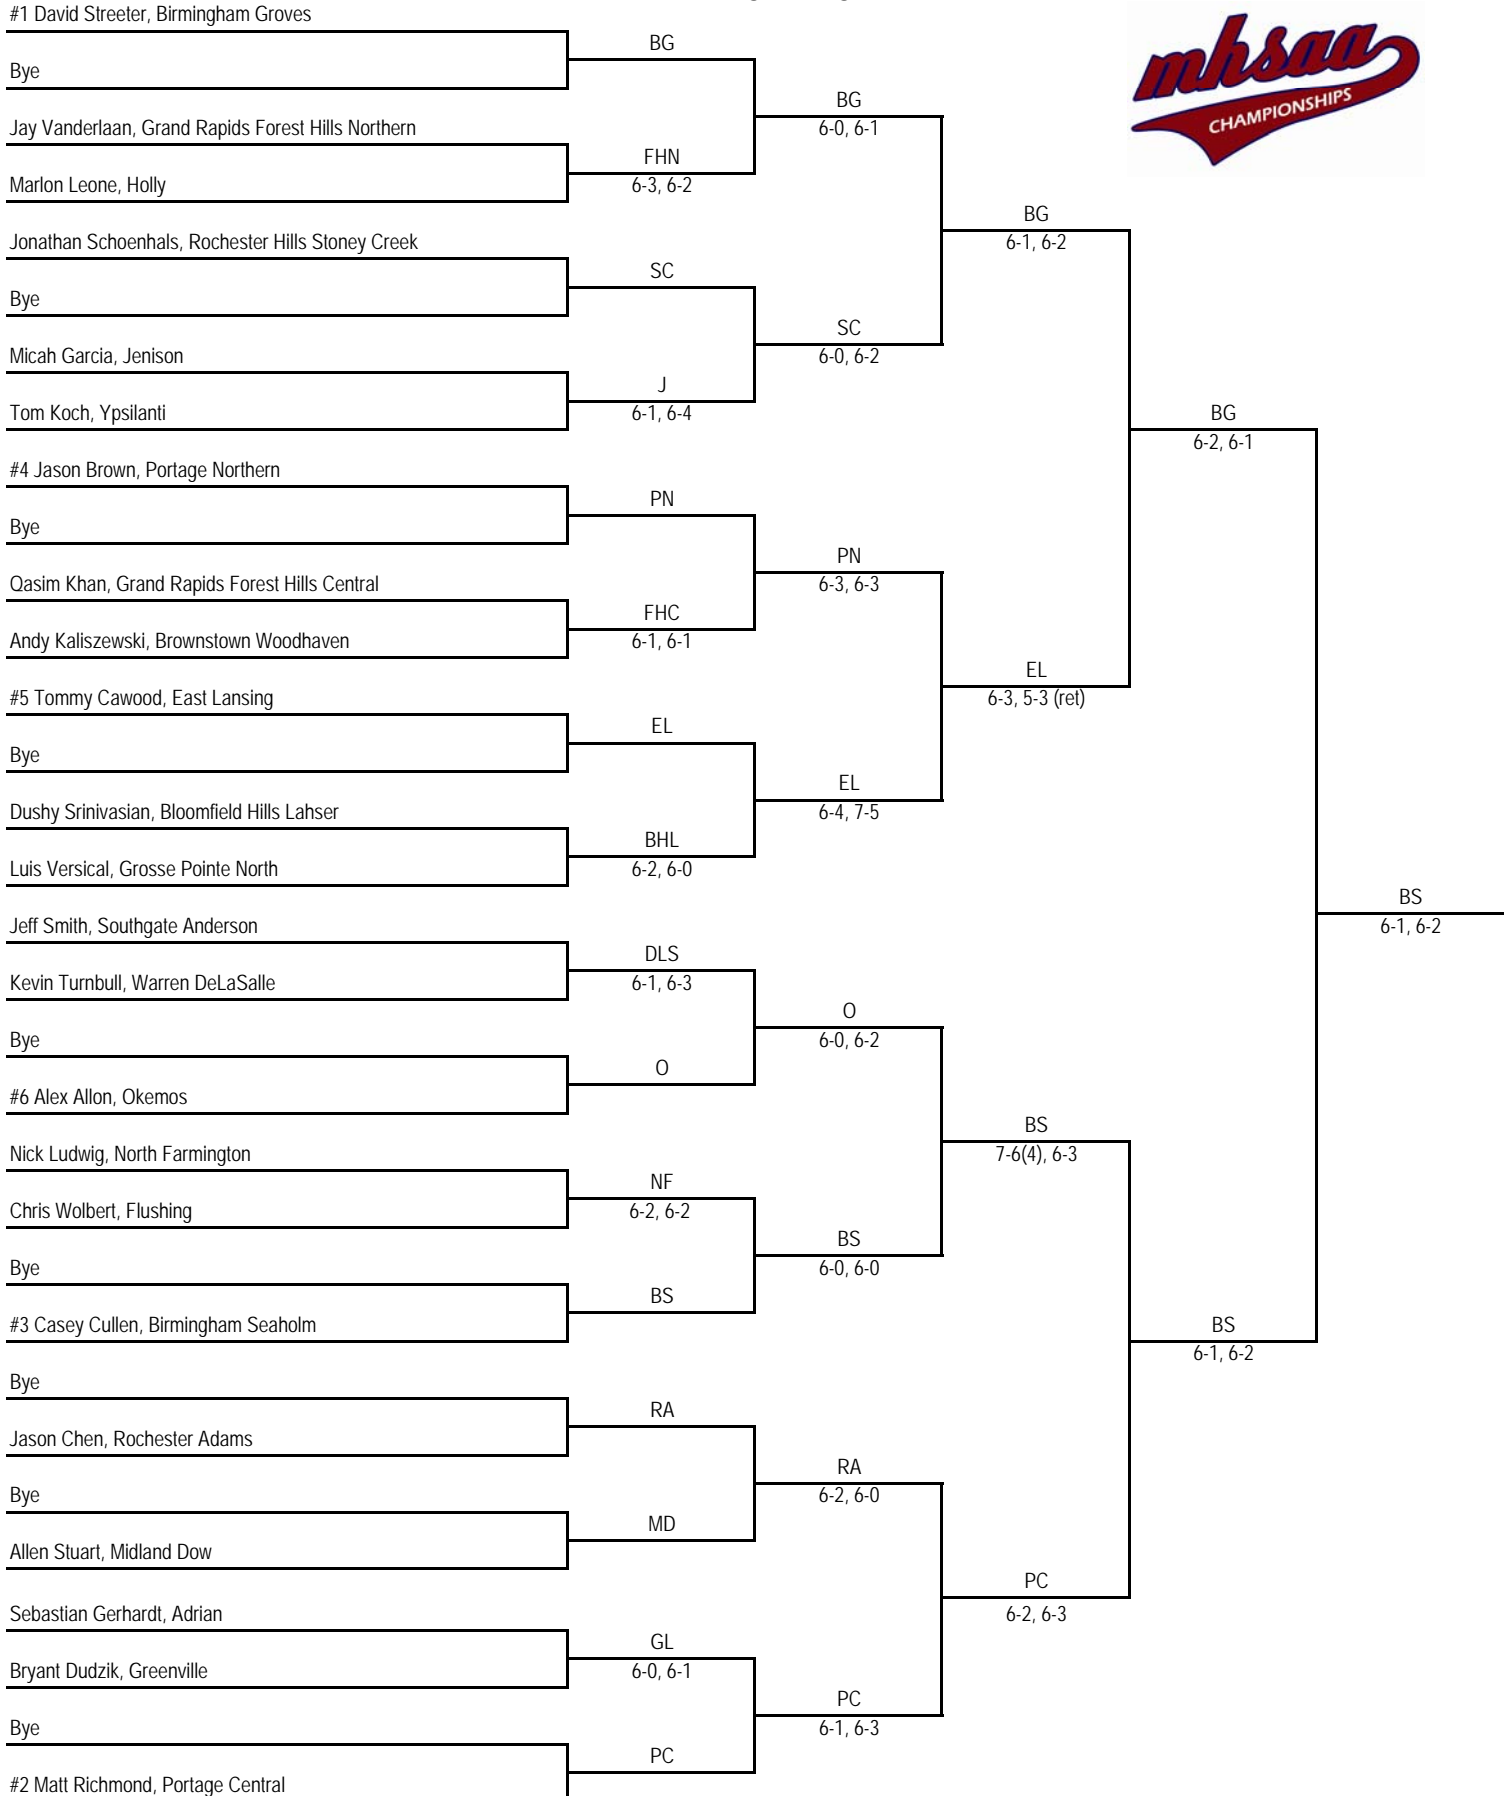 #1 David Streeter, Birmingham Groves
Bye
Jay Vanderlaan, Grand Rapids Forest Hills Northern
Marlon Leone, Holly
Jonathan Schoenhals, Rochester Hills Stoney Creek
Bye
Micah Garcia, Jenison
Tom Koch, Ypsilanti
#4 Jason Brown, Portage Northern
Bye
Qasim Khan, Grand Rapids Forest Hills Central
Andy Kaliszewski, Brownstown Woodhaven
#5 Tommy Cawood, East Lansing
Bye
Dushy Srinivasian, Bloomfield Hills Lahser
Luis Versical, Grosse Pointe North
Jeff Smith, Southgate Anderson
Kevin Turnbull, Warren DeLaSalle
Bye
#6 Alex Allon, Okemos
Nick Ludwig, North Farmington
Chris Wolbert, Flushing
Bye
#3 Casey Cullen, Birmingham Seaholm
Bye
Jason Chen, Rochester Adams
Bye
Allen Stuart, Midland Dow
Sebastian Gerhardt, Adrian
Bryant Dudzik, Greenville
Bye
#2 Matt Richmond, Portage Central
BG
FHN
6-3, 6-2
SC
J
6-1, 6-4
PN
FHC
6-1, 6-1
EL
BHL
6-2, 6-0
DLS
6-1, 6-3
O
NF
6-2, 6-2
BS
RA
MD
GL
6-0, 6-1
PC
BG
6-0, 6-1
SC
6-0, 6-2
PN
6-3, 6-3
EL
6-4, 7-5
O
6-0, 6-2
BS
6-0, 6-0
RA
6-2, 6-0
PC
6-1, 6-3
BG
6-1, 6-2
EL
6-3, 5-3 (ret)
BS
7-6(4), 6-3
PC
6-2, 6-3
BG
6-2, 6-1
BS
6-1, 6-2
BS
6-1, 6-2
mhsaa
CHAMPIONSHIPS